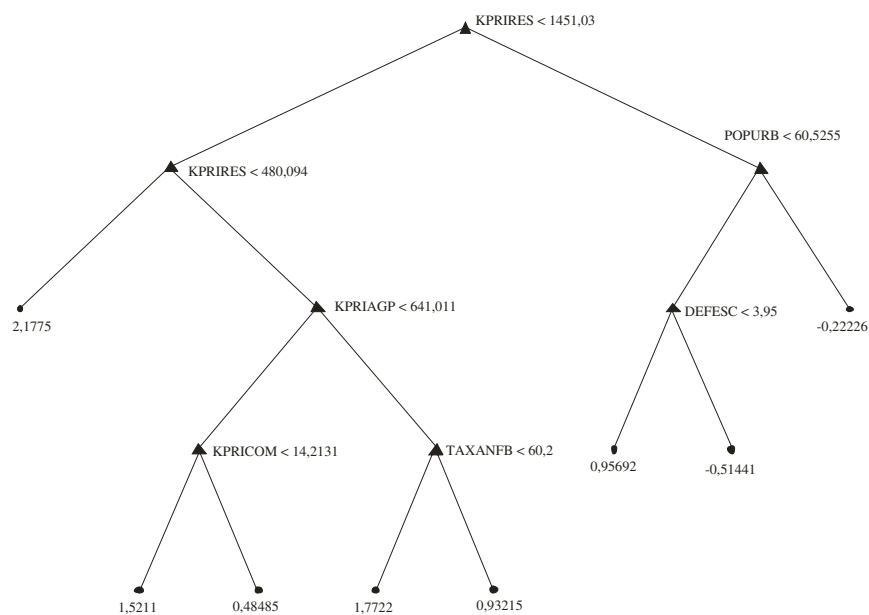 KPRIRES < 1451,03
POPURB < 60,5255
KPRIRES < 480,094
KPRIAGP < 641,011
DEFESC < 3,95
2,1775
-0,22226
KPRICOM < 14,2131
TAXANFB < 60,2
0,95692
-0,51441
1,5211
0,48485
1,7722
0,93215